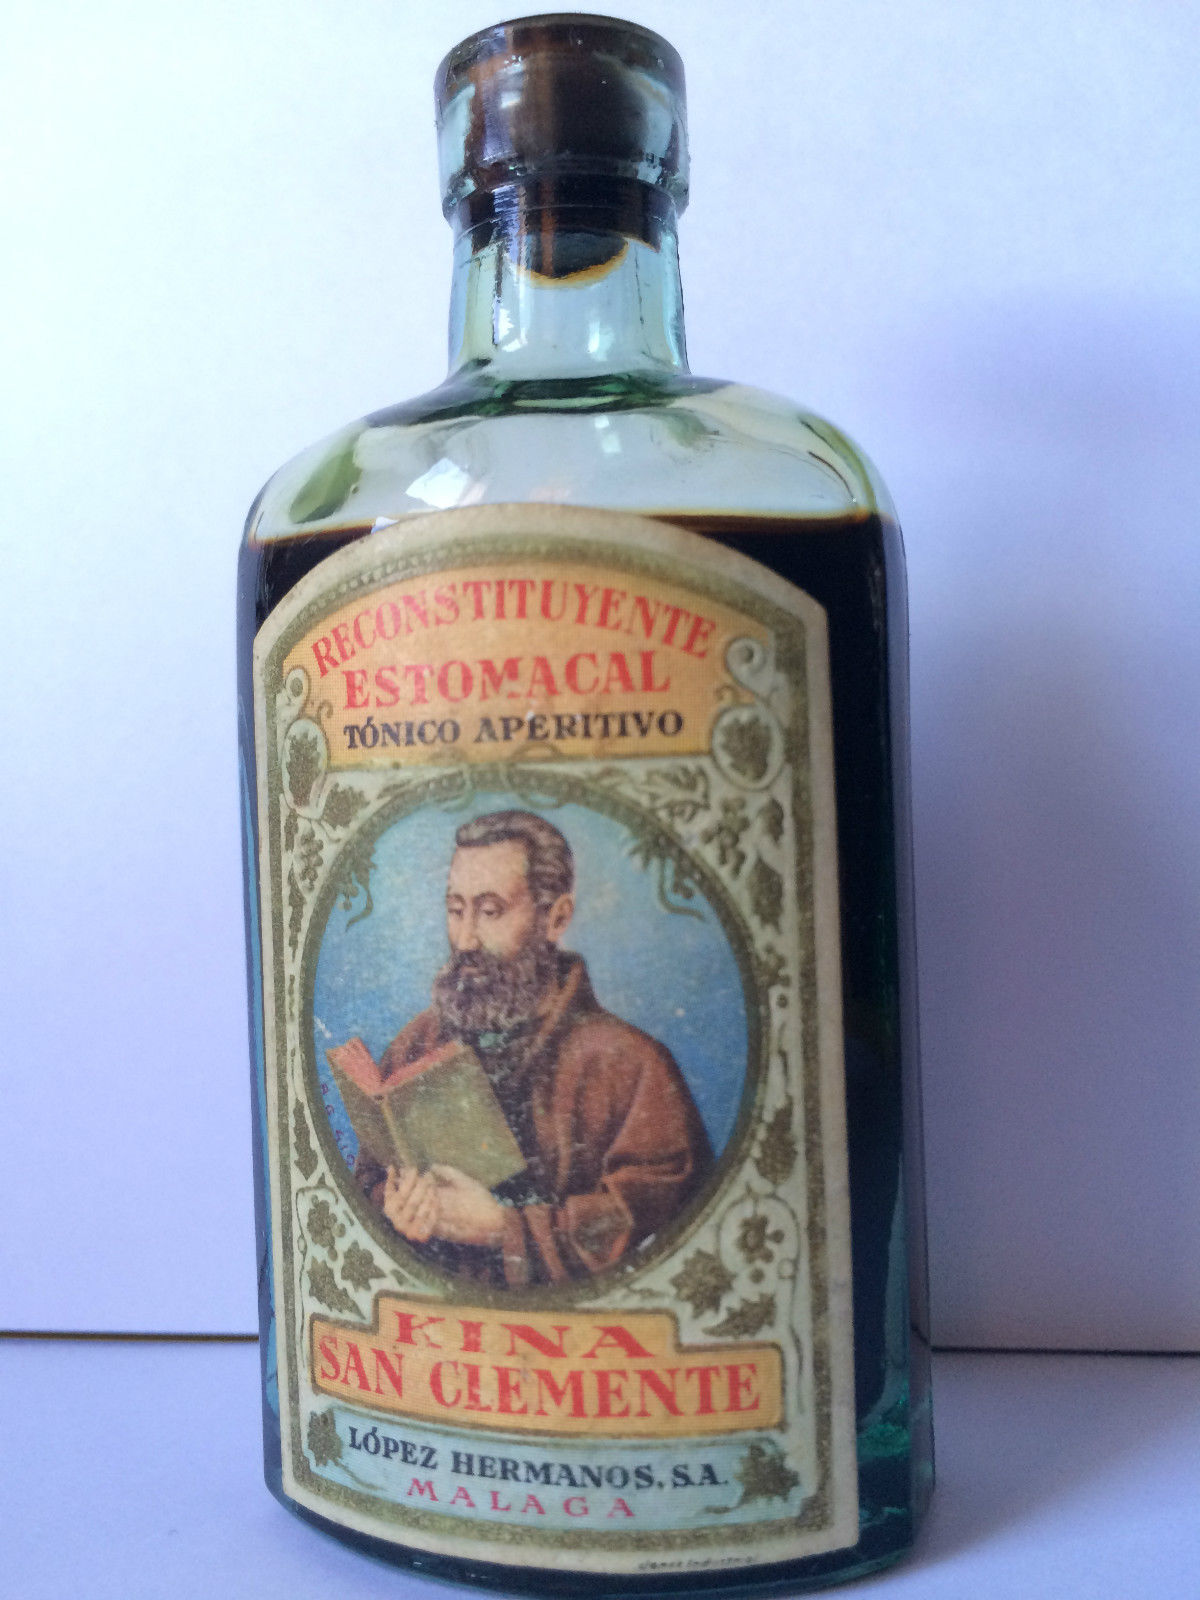 RECONSTITUYENTE
ESTOMACAL
TÓNICO APERITIVO
KINA
SAN CLEMENTE
LÓPEZ HERMANOS, S.A.
MALAGA